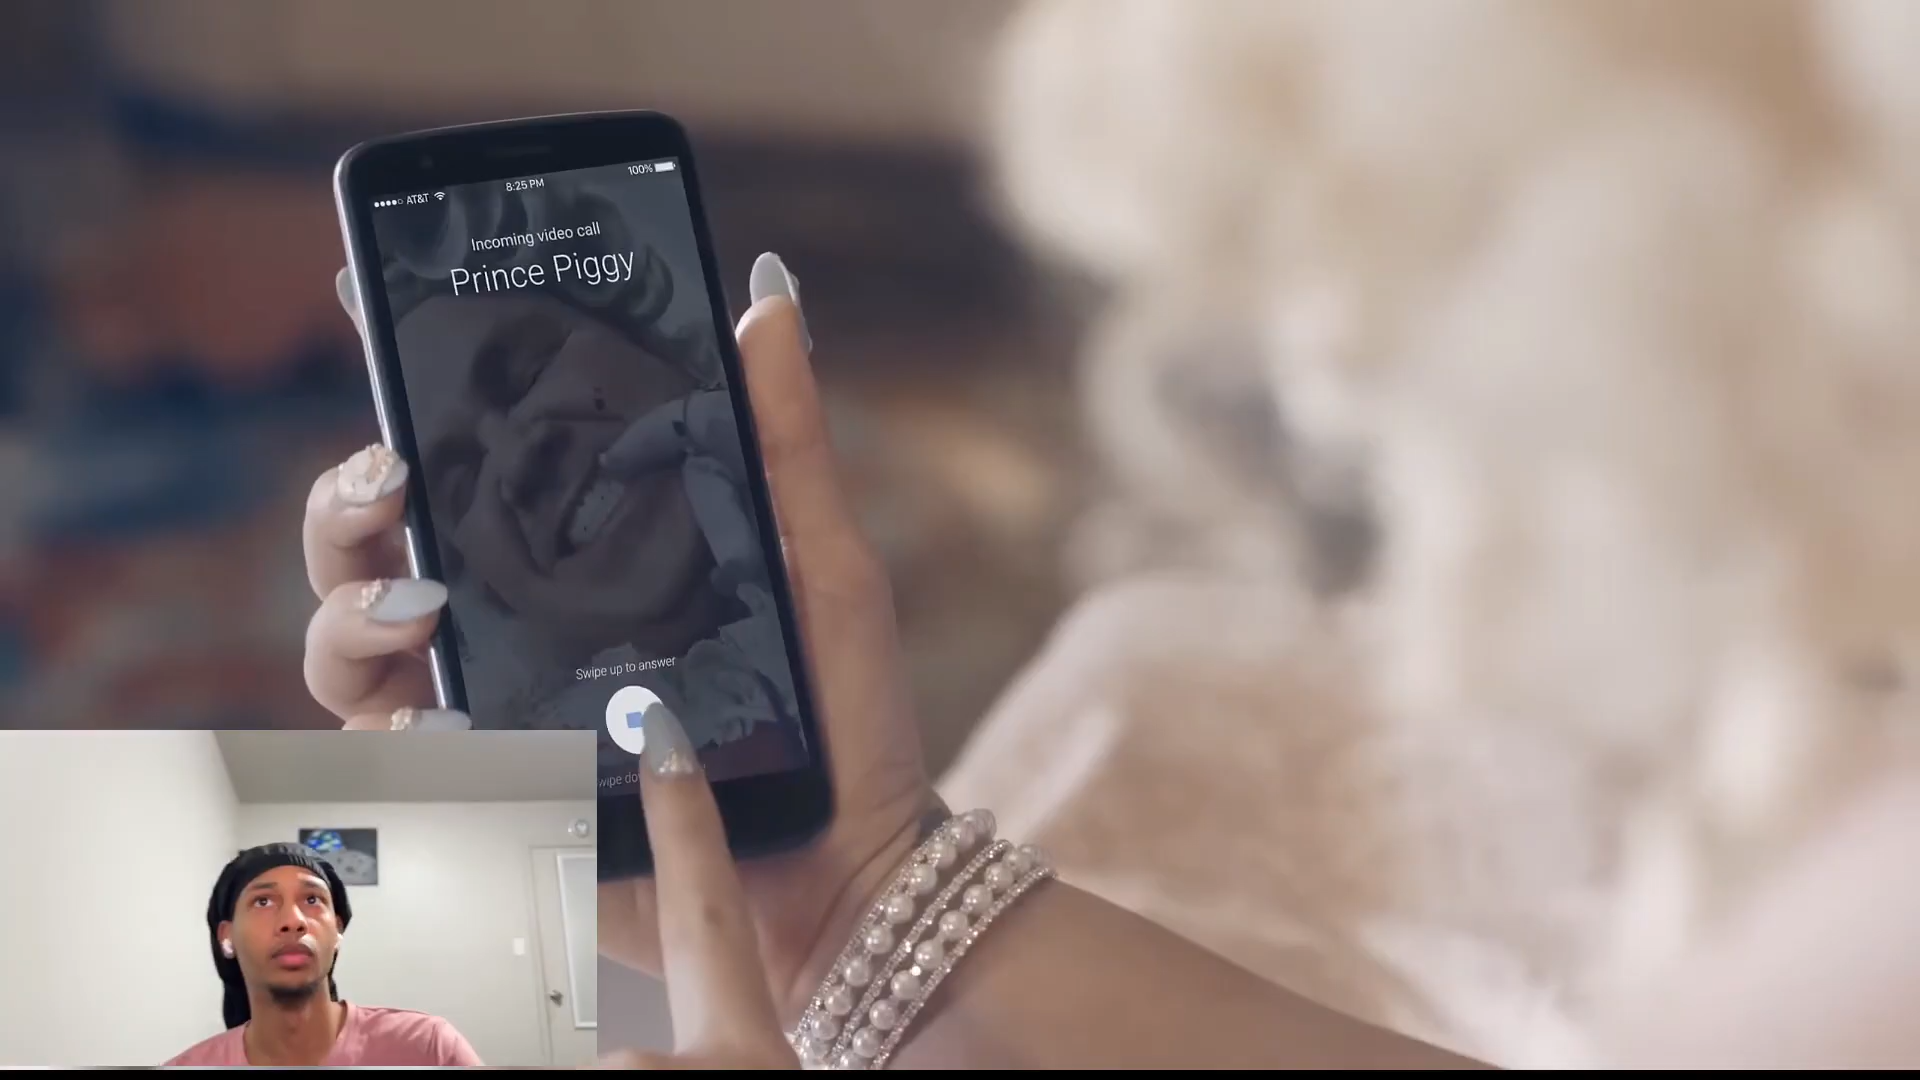 AT&T 8:25 PM 100%
Incoming video call
Prince Piggy
Swipe up to answer